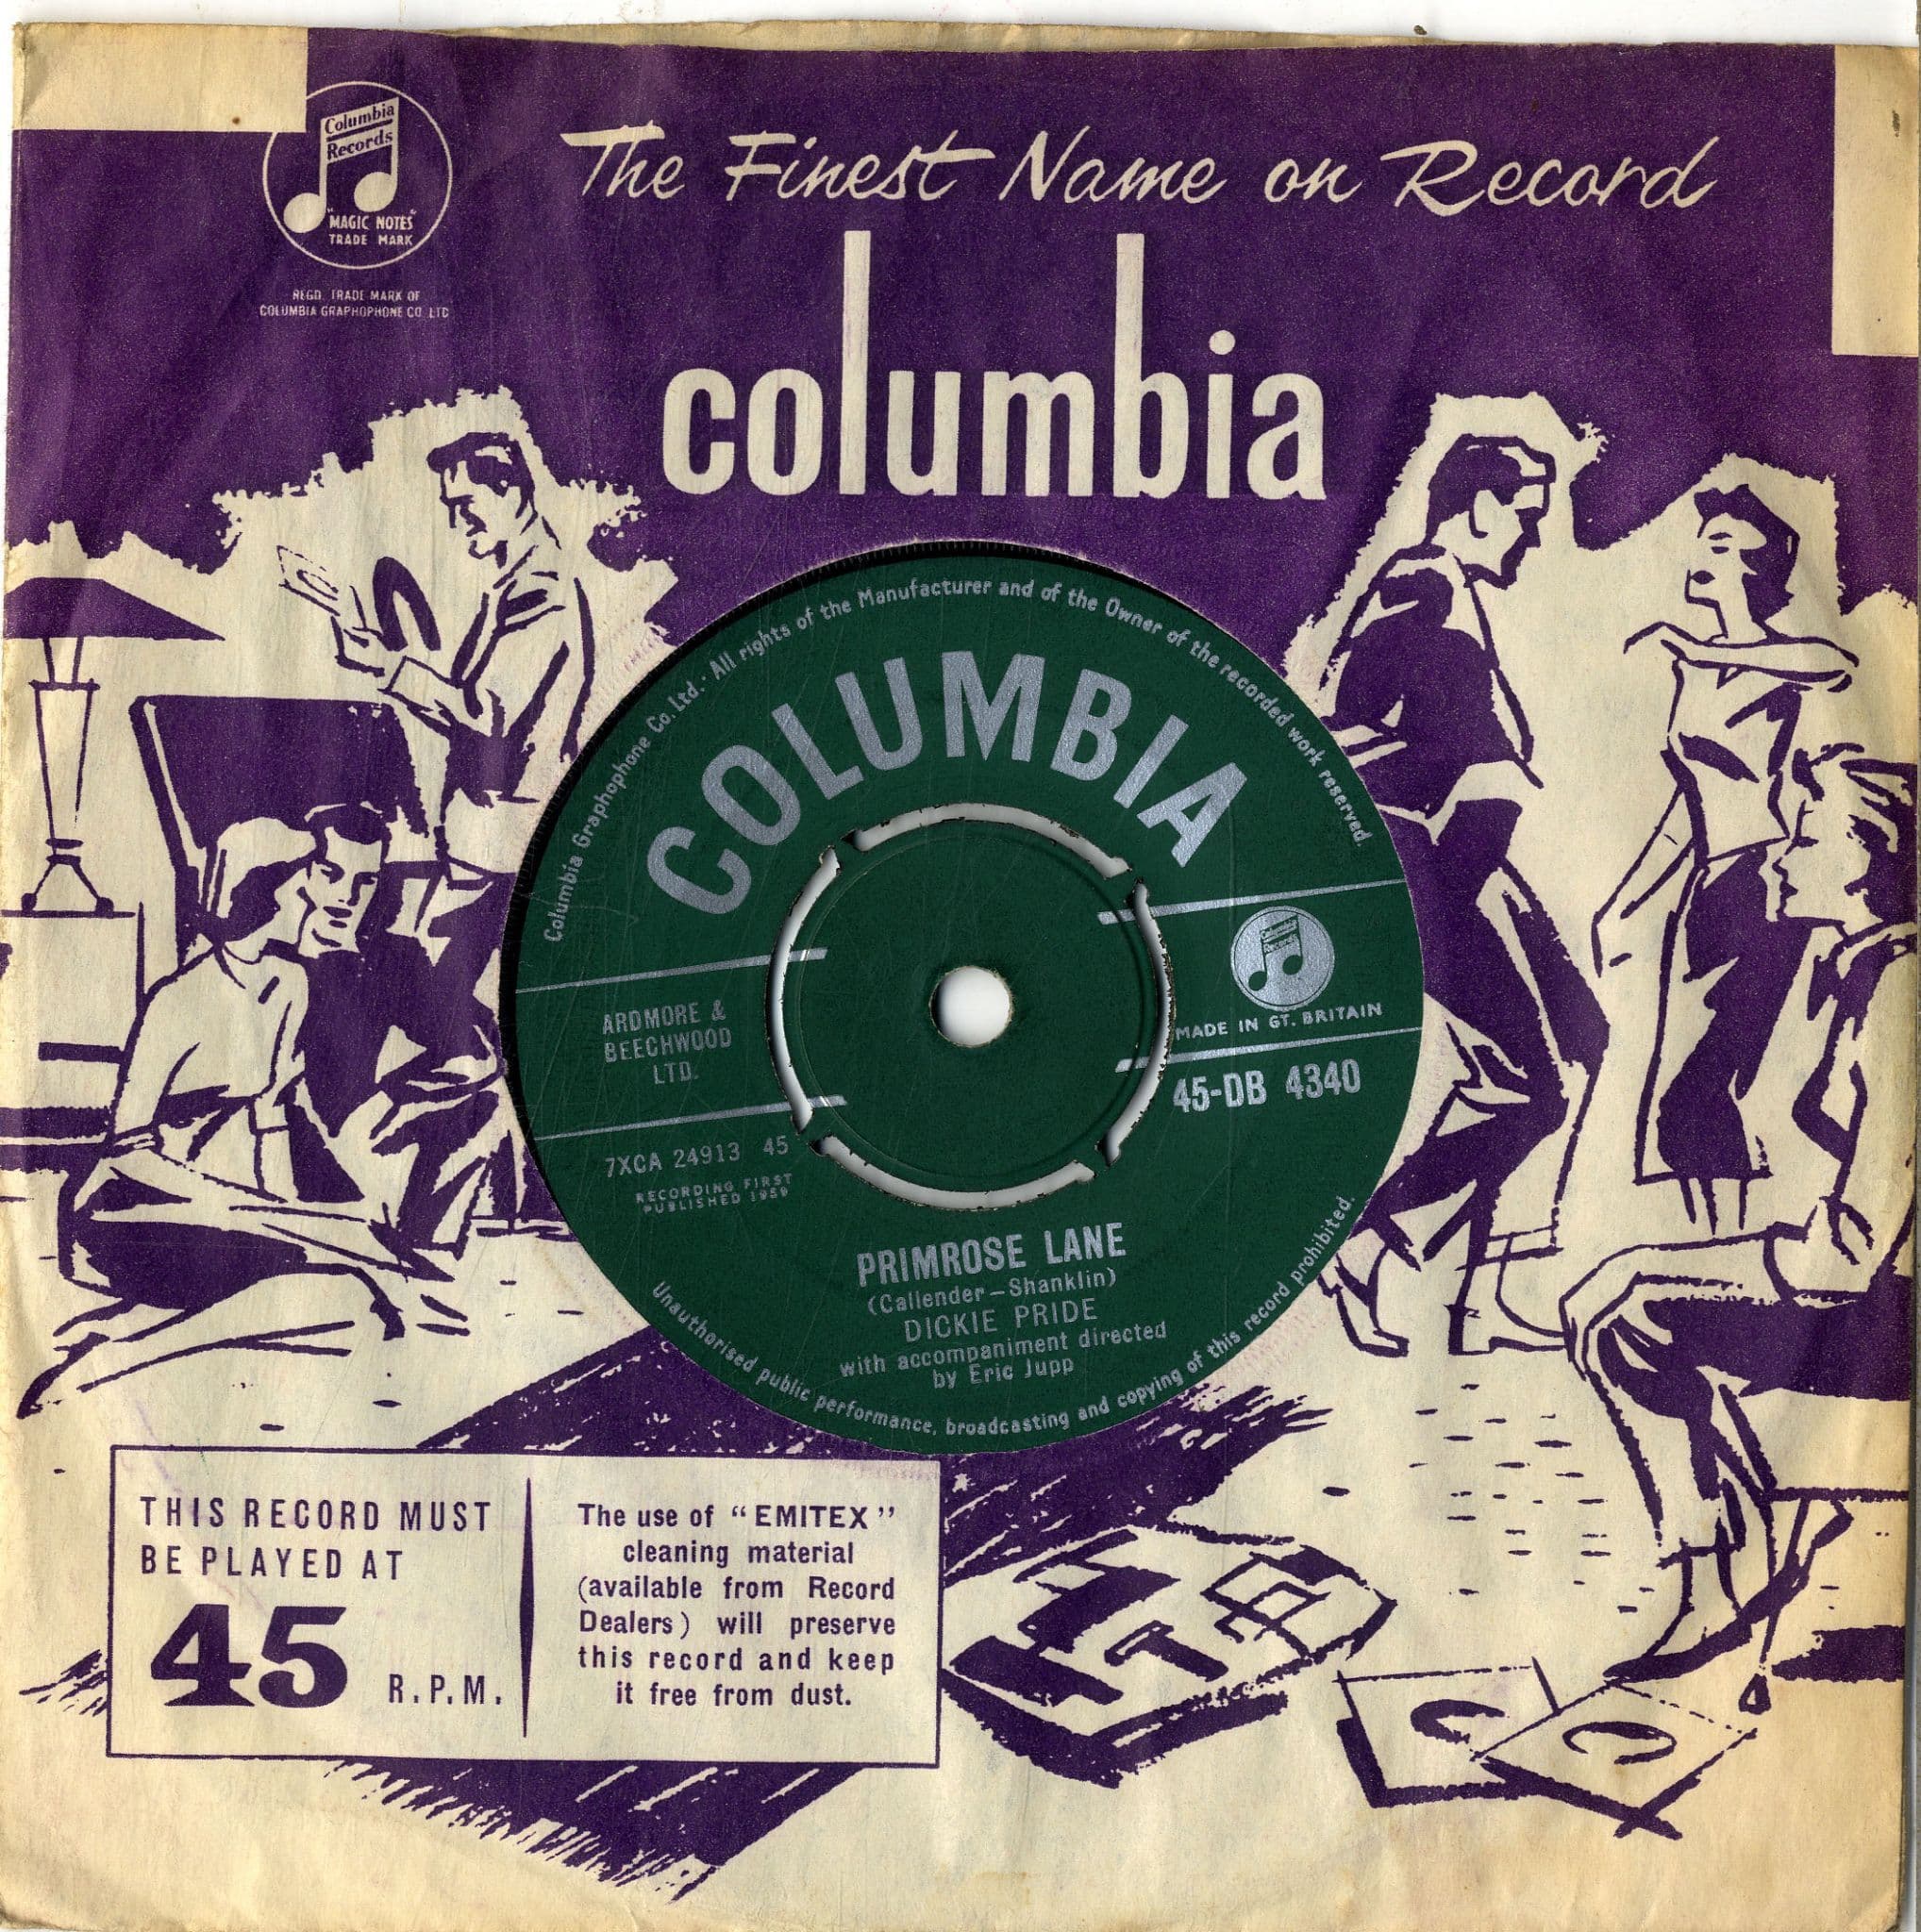 Columbia
Records
"MAGIC NOTES"
TRADE MARK
REGD. TRADE MARK OF
COLUMBIA GRAPHOPHONE CO. LTD
The Finest Name on Record
columbia
Columbia Graphophone Co. Ltd. · All rights of the Manufacturer and of the Owner of the recorded work reserved.
COLUMBIA
Columbia
Records
ARDMORE &
BEECHWOOD
LTD.
MADE IN GT. BRITAIN
45-DB 4340
7XCA 24913 45
RECORDING FIRST
PUBLISHED 1959
PRIMROSE LANE
(Callender–Shanklin)
DICKIE PRIDE
with accompaniment directed
by Eric Jupp
Unauthorised public performance, broadcasting and copying of this record prohibited.
THIS RECORD MUST
BE PLAYED AT
45 R.P.M.
The use of "EMITEX"
cleaning material
(available from Record
Dealers) will preserve
this record and keep
it free from dust.